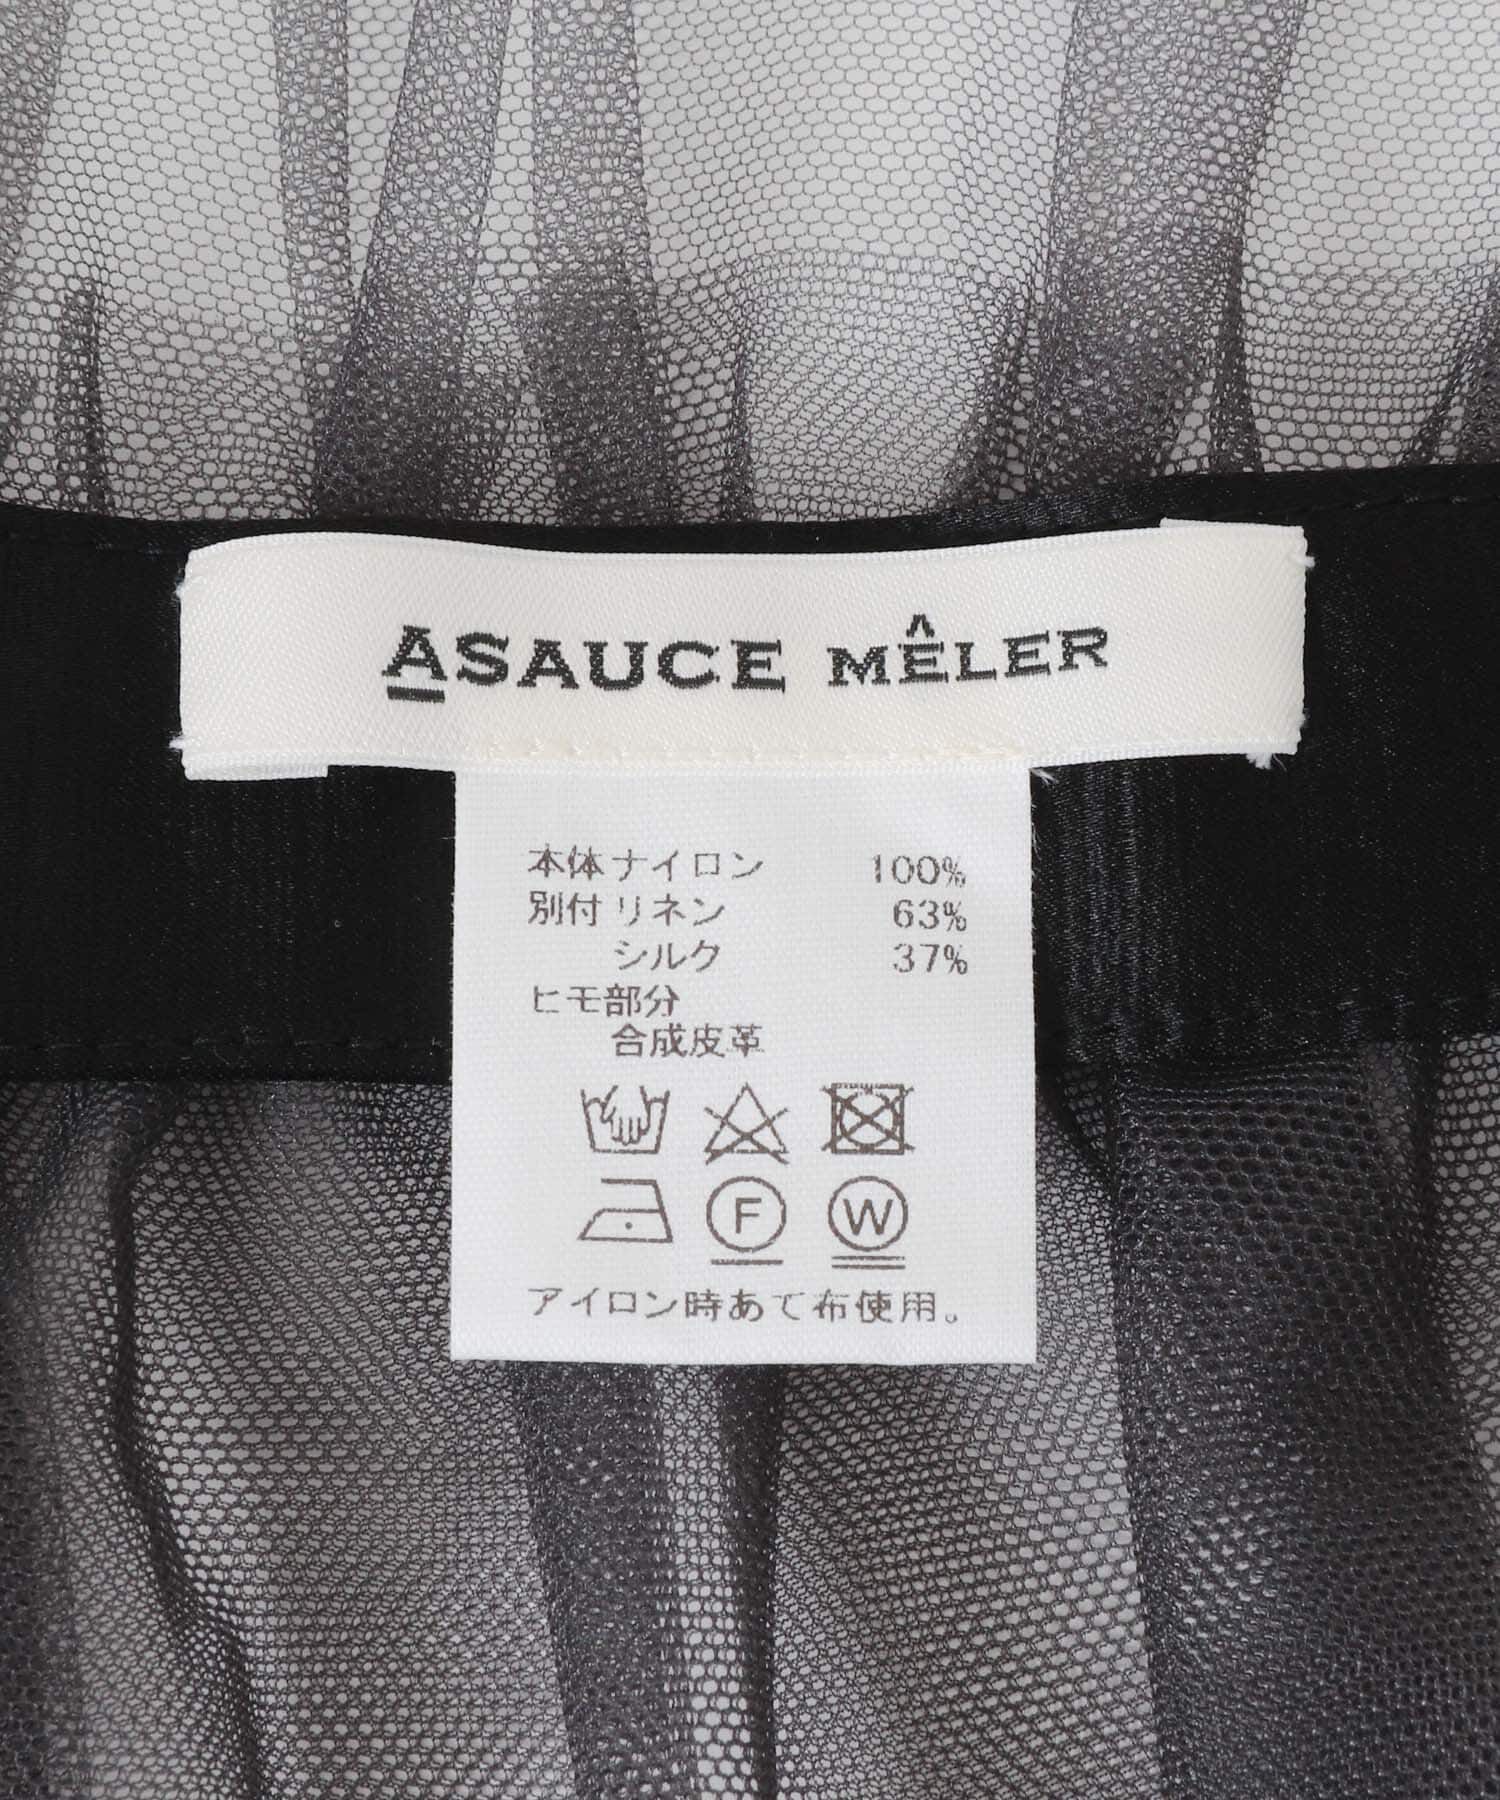 ASAUCE MÊLER
本体 ナイロン 100%
別付 リネン 63%
シルク 37%
ヒモ部分
合成皮革
F W
アイロン時あて布使用。